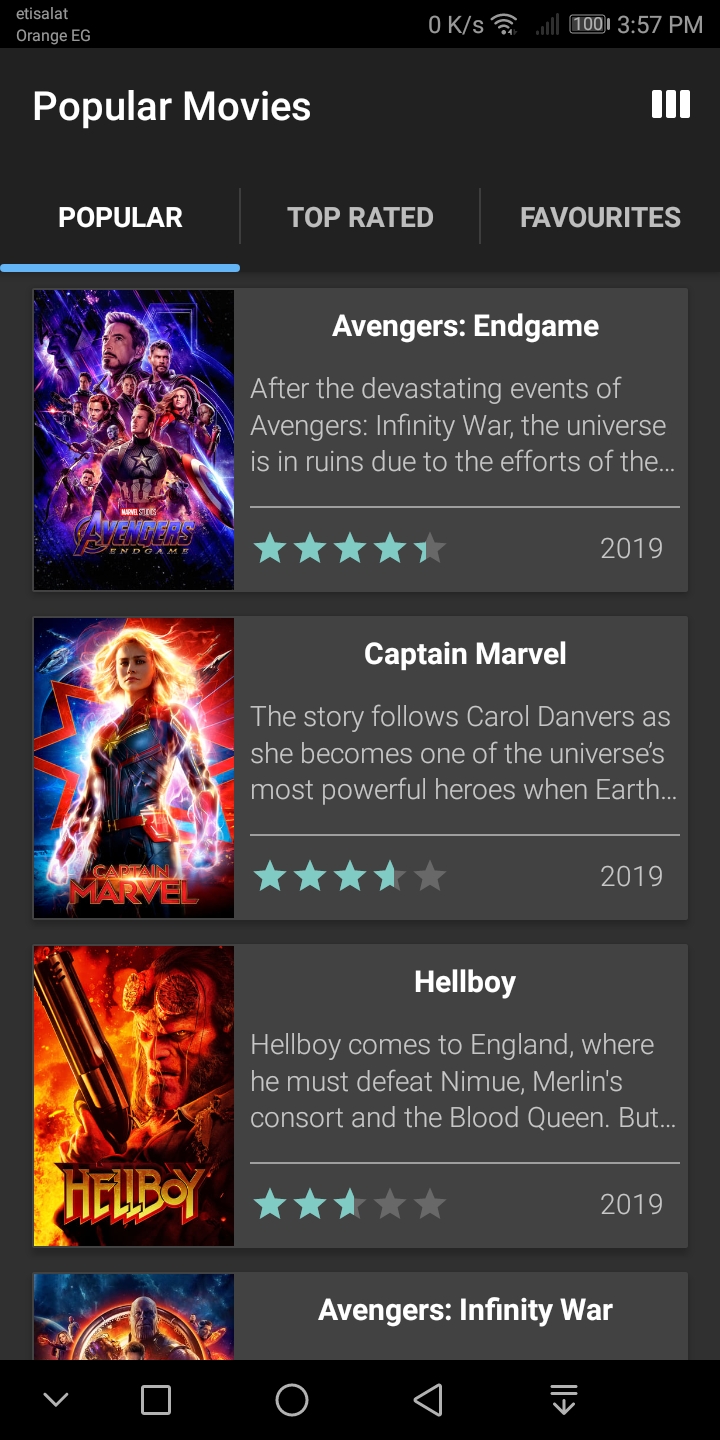 etisalat
Orange EG
0 K/s
100
3:57 PM
Popular Movies
POPULAR
TOP RATED
FAVOURITES
MARVEL STUDIOS
AVENGERS
ENDGAME
Avengers: Endgame
After the devastating events of
Avengers: Infinity War, the universe
is in ruins due to the efforts of the…
2019
CAPTAIN
MARVEL
Captain Marvel
The story follows Carol Danvers as
she becomes one of the universe’s
most powerful heroes when Earth…
2019
HELLBOY
Hellboy
Hellboy comes to England, where
he must defeat Nimue, Merlin's
consort and the Blood Queen. But…
2019
Avengers: Infinity War